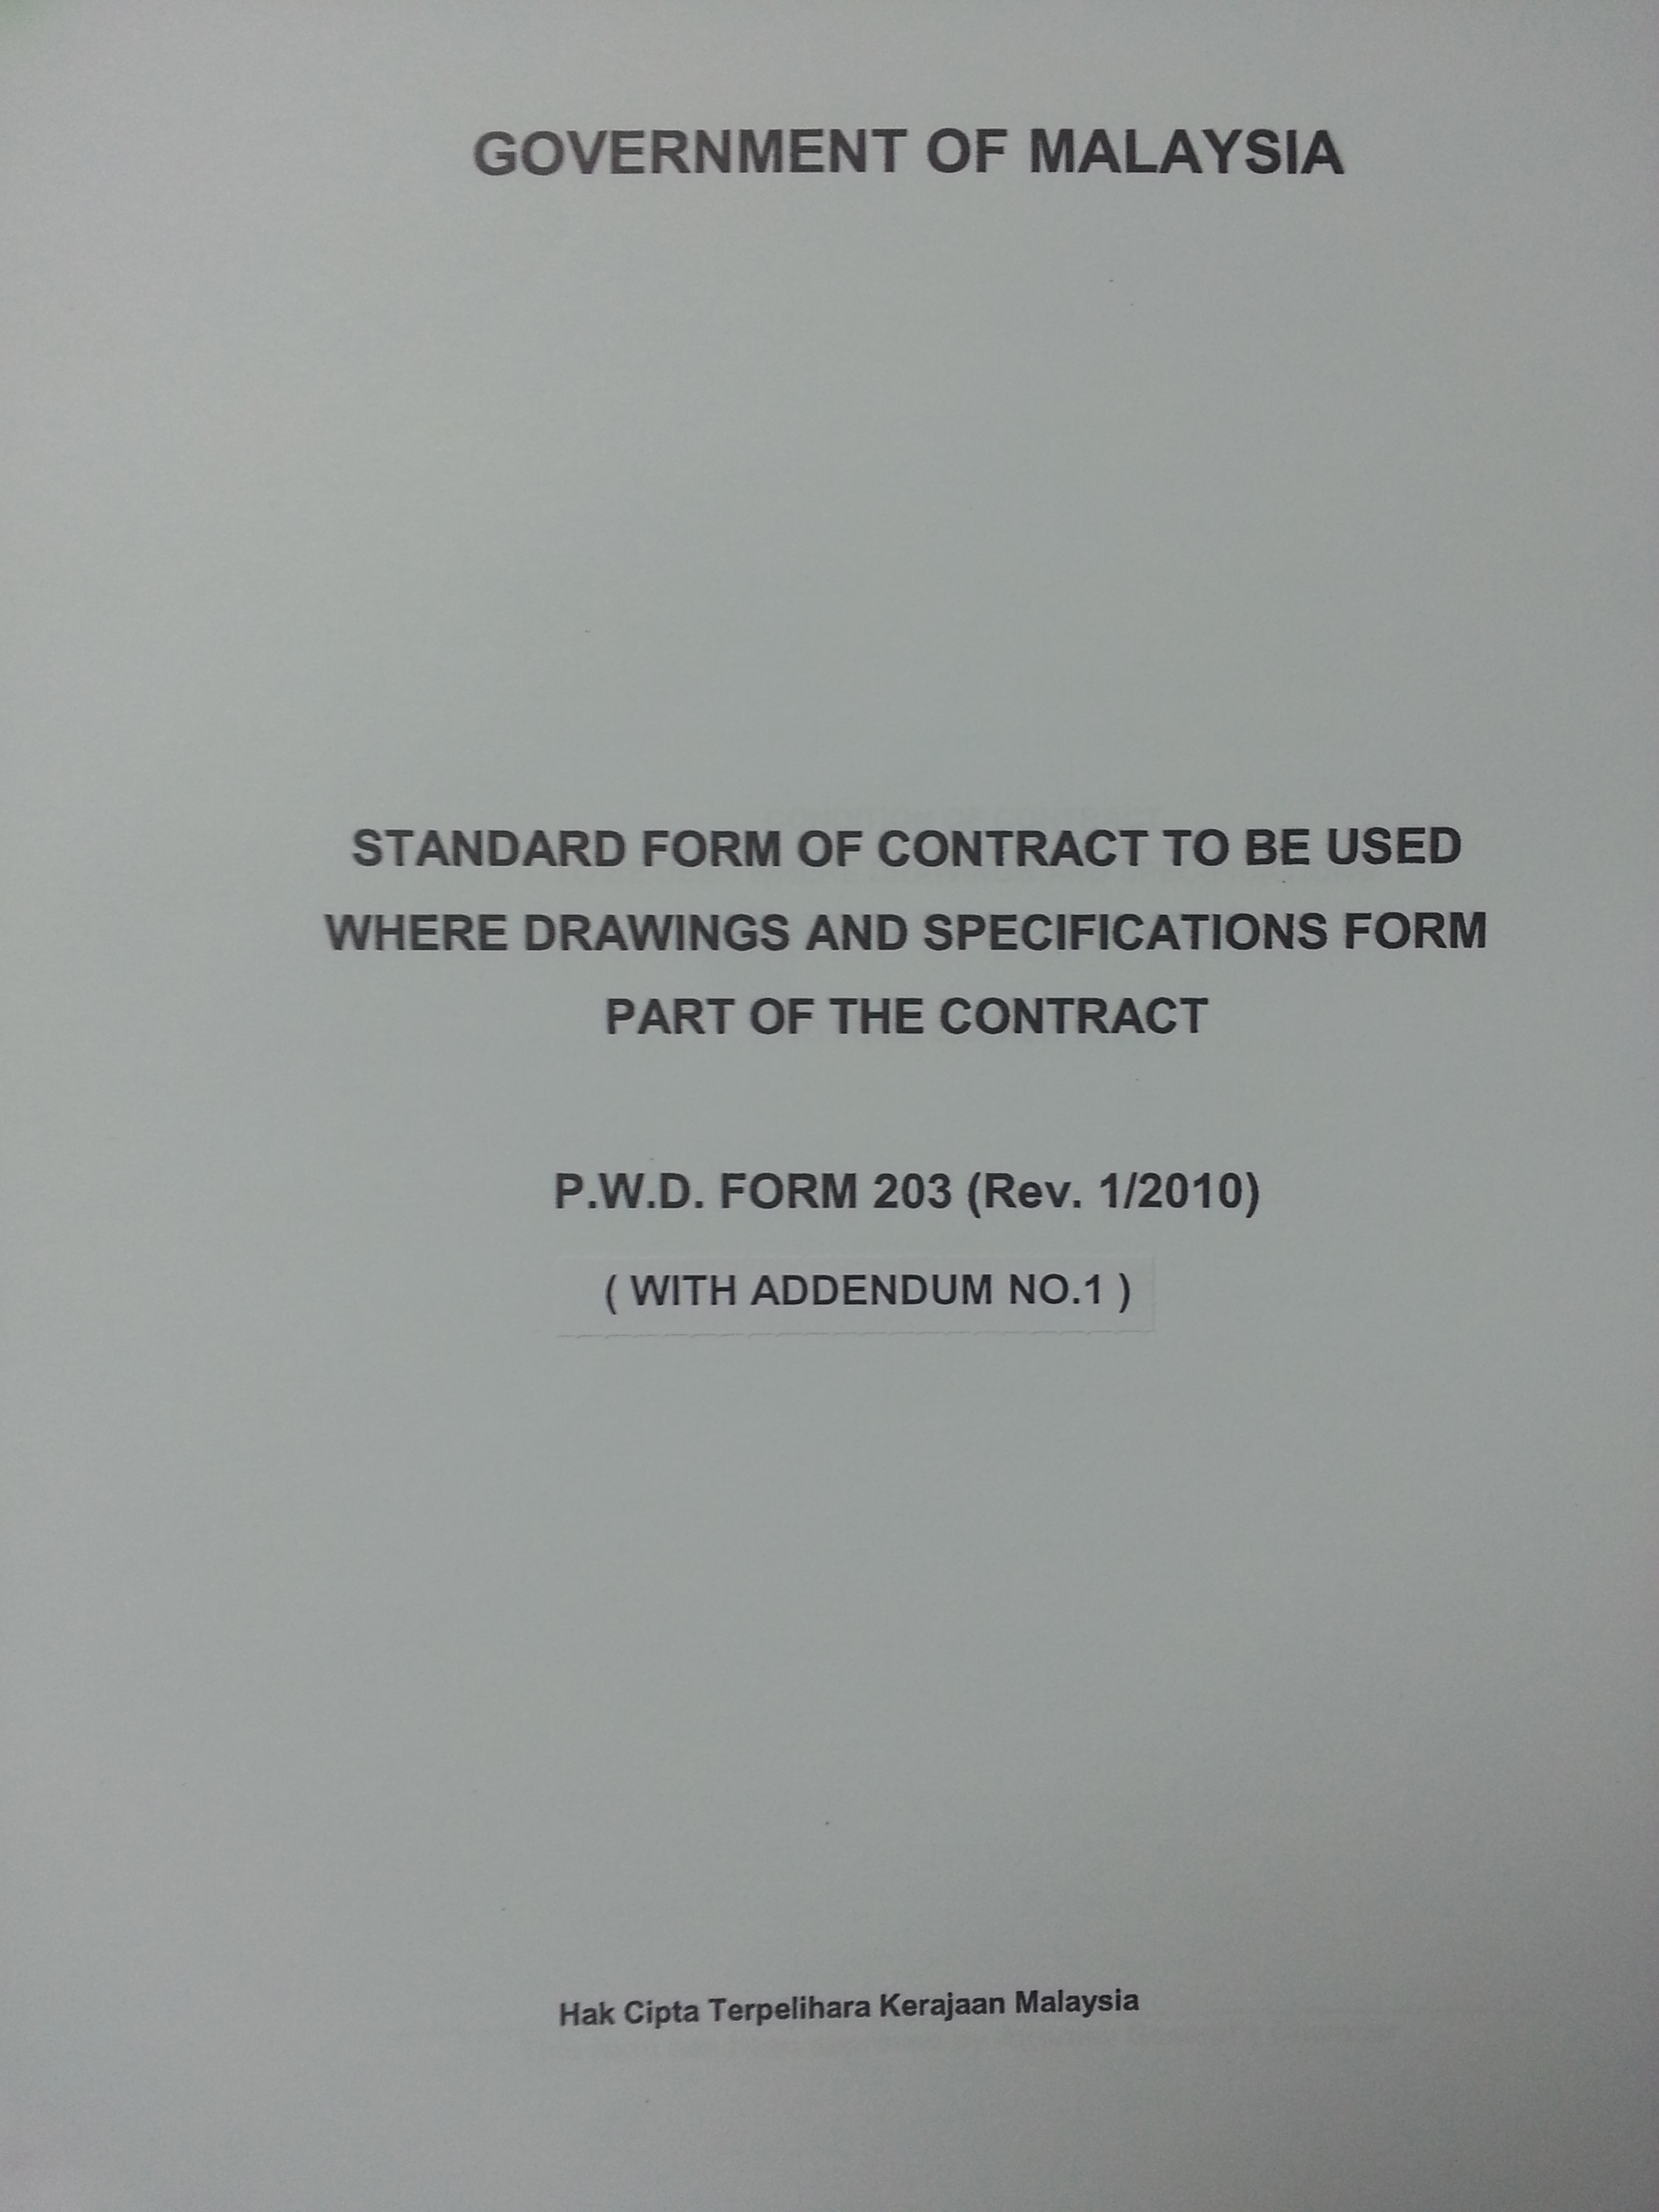 GOVERNMENT OF MALAYSIA
STANDARD FORM OF CONTRACT TO BE USED
WHERE DRAWINGS AND SPECIFICATIONS FORM
PART OF THE CONTRACT
P.W.D. FORM 203 (Rev. 1/2010)
( WITH ADDENDUM NO.1 )
Hak Cipta Terpelihara Kerajaan Malaysia